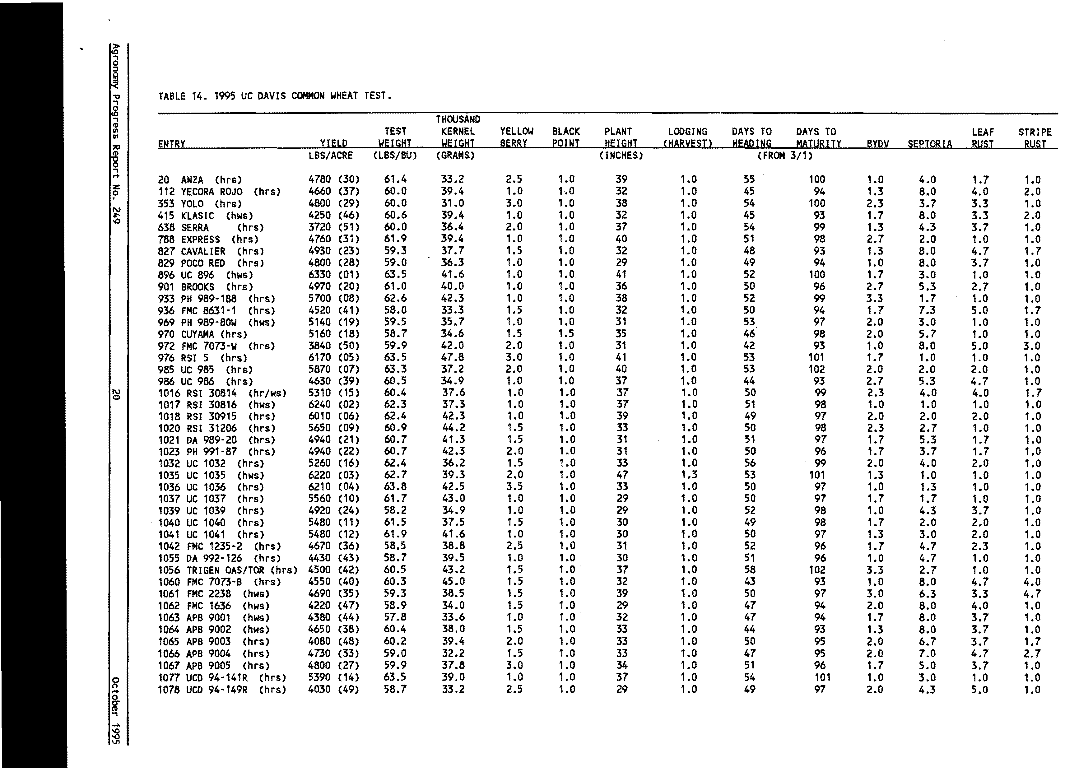 Agronomy Progress Report No. 249
20
October 1995
TABLE 14. 1995 UC DAVIS COMMON WHEAT TEST.
THOUSAND
TEST KERNEL YELLOW BLACK PLANT LODGING DAYS TO DAYS TO LEAF STRIPE
ENTRY YIELD WEIGHT WEIGHT BERRY POINT HEIGHT (HARVEST) HEADING MATURITY BYDV SEPTORIA RUST RUST
LBS/ACRE (LBS/BU) (GRAMS) (INCHES) (FROM 3/1)
20 ANZA (hrs) 4780 (30) 61.4 33.2 2.5 1.0 39 1.0 55 100 1.0 4.0 1.7 1.0
112 YECORA ROJO (hrs) 4660 (37) 60.0 39.4 1.0 1.0 32 1.0 45 94 1.3 8.0 4.0 2.0
353 YOLO (hrs) 4800 (29) 60.0 31.0 3.0 1.0 38 1.0 54 100 2.3 3.7 3.3 1.0
415 KLASIC (hws) 4250 (46) 60.6 39.4 1.0 1.0 32 1.0 45 93 1.7 8.0 3.3 2.0
638 SERRA (hrs) 3720 (51) 60.0 36.4 2.0 1.0 37 1.0 54 99 1.3 4.3 3.7 1.0
788 EXPRESS (hrs) 4760 (31) 61.9 39.4 1.0 1.0 40 1.0 51 98 2.7 2.0 1.0 1.0
827 CAVALIER (hrs) 4930 (23) 59.3 37.7 1.5 1.0 32 1.0 48 93 1.3 8.0 4.7 1.7
829 POCO RED (hrs) 4800 (28) 59.0 36.3 1.0 1.0 29 1.0 49 94 1.0 8.0 3.7 1.0
896 UC 896 (hws) 6330 (01) 63.5 41.6 1.0 1.0 41 1.0 52 100 1.7 3.0 1.0 1.0
901 BROOKS (hrs) 4970 (20) 61.0 40.0 1.0 1.0 36 1.0 50 96 2.7 5.3 2.7 1.0
933 PH 989-188 (hrs) 5700 (08) 62.6 42.3 1.0 1.0 38 1.0 52 99 3.3 1.7 1.0 1.0
936 FMC 8631-1 (hrs) 4520 (41) 58.0 33.3 1.5 1.0 32 1.0 50 94 1.7 7.3 5.0 1.7
969 PH 989-80W (hws) 5140 (19) 59.5 35.7 1.0 1.0 31 1.0 53 97 2.0 3.0 1.0 1.0
970 CUYAMA (hrs) 5160 (18) 58.7 34.6 1.5 1.5 35 1.0 46 98 2.0 5.7 1.0 1.0
972 FMC 7073-W (hrs) 3840 (50) 59.9 42.0 2.0 1.0 31 1.0 42 93 1.0 8.0 5.0 3.0
976 RSI 5 (hrs) 6170 (05) 63.5 47.8 3.0 1.0 41 1.0 53 101 1.7 1.0 1.0 1.0
985 UC 985 (hrs) 5870 (07) 63.3 37.2 2.0 1.0 40 1.0 53 102 2.0 2.0 2.0 1.0
986 UC 986 (hrs) 4630 (39) 60.5 34.9 1.0 1.0 37 1.0 44 93 2.7 5.3 4.7 1.0
1016 RSI 30814 (hr/ws) 5310 (15) 60.4 37.6 1.0 1.0 37 1.0 50 99 2.3 4.0 4.0 1.7
1017 RSI 30816 (hws) 6240 (02) 62.3 37.3 1.0 1.0 37 1.0 51 98 1.0 1.0 1.0 1.0
1018 RSI 30915 (hrs) 6010 (06) 62.4 42.3 1.0 1.0 39 1.0 49 97 2.0 2.0 2.0 1.0
1020 RSI 31206 (hrs) 5650 (09) 60.9 44.2 1.5 1.0 33 1.0 50 98 2.3 2.7 1.0 1.0
1021 DA 989-20 (hrs) 4940 (21) 60.7 41.3 1.5 1.0 31 1.0 51 97 1.7 5.3 1.7 1.0
1023 PH 991-87 (hrs) 4940 (22) 60.7 42.3 2.0 1.0 31 1.0 50 96 1.7 3.7 1.7 1.0
1032 UC 1032 (hrs) 5260 (16) 62.4 36.2 1.5 1.0 33 1.0 56 99 2.0 4.0 2.0 1.0
1035 UC 1035 (hws) 6220 (03) 62.7 39.3 2.0 1.0 47 1.3 53 101 1.3 1.0 1.0 1.0
1036 UC 1036 (hrs) 6210 (04) 63.8 42.5 3.5 1.0 33 1.0 50 97 1.0 1.3 1.0 1.0
1037 UC 1037 (hrs) 5560 (10) 61.7 43.0 1.0 1.0 29 1.0 50 97 1.7 1.7 1.0 1.0
1039 UC 1039 (hrs) 4920 (24) 58.2 34.9 1.0 1.0 29 1.0 52 98 1.0 4.3 3.7 1.0
1040 UC 1040 (hrs) 5480 (11) 61.5 37.5 1.5 1.0 30 1.0 49 98 1.7 2.0 2.0 1.0
1041 UC 1041 (hrs) 5480 (12) 61.9 41.6 1.0 1.0 30 1.0 50 97 1.3 3.0 2.0 1.0
1042 FMC 1235-2 (hrs) 4670 (36) 58.5 38.8 2.5 1.0 31 1.0 52 96 1.7 4.7 2.3 1.0
1055 DA 992-126 (hrs) 4430 (43) 58.7 39.5 1.0 1.0 30 1.0 51 96 1.0 4.7 1.0 1.0
1056 TRIGEN OAS/TOR (hrs) 4500 (42) 60.5 43.2 1.5 1.0 37 1.0 58 102 3.3 2.7 1.0 1.0
1060 FMC 7073-B (hrs) 4550 (40) 60.3 45.0 1.5 1.0 32 1.0 43 93 1.0 8.0 4.7 4.0
1061 FMC 2238 (hws) 4690 (35) 59.3 38.5 1.5 1.0 39 1.0 50 97 3.0 6.3 3.3 4.7
1062 FMC 1636 (hws) 4220 (47) 58.9 34.0 1.5 1.0 29 1.0 47 94 2.0 8.0 4.0 1.0
1063 APB 9001 (hws) 4380 (44) 57.8 33.6 1.0 1.0 32 1.0 47 94 1.7 8.0 3.7 1.0
1064 APB 9002 (hws) 4650 (38) 60.4 38.0 1.5 1.0 33 1.0 44 93 1.3 8.0 3.7 1.0
1065 APB 9003 (hrs) 4080 (48) 60.2 39.4 2.0 1.0 33 1.0 50 95 2.0 6.7 3.7 1.7
1066 APB 9004 (hrs) 4730 (33) 59.0 32.2 1.5 1.0 33 1.0 47 95 2.0 7.0 4.7 2.7
1067 APB 9005 (hrs) 4800 (27) 59.9 37.8 3.0 1.0 34 1.0 51 96 1.7 5.0 3.7 1.0
1077 UCD 94-141R (hrs) 5390 (14) 63.5 39.0 1.0 1.0 37 1.0 54 101 1.0 3.0 1.0 1.0
1078 UCD 94-149R (hrs) 4030 (49) 58.7 33.2 2.5 1.0 29 1.0 49 97 2.0 4.3 5.0 1.0